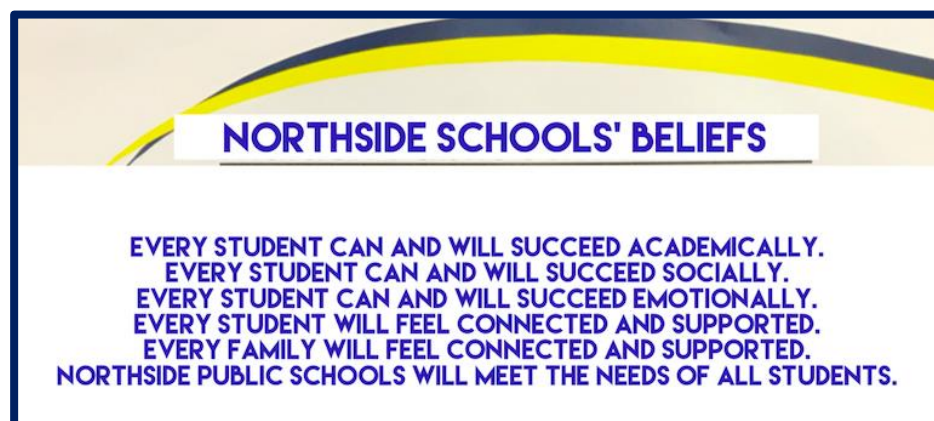 NORTHSIDE SCHOOLS' BELIEFS
EVERY STUDENT CAN AND WILL SUCCEED ACADEMICALLY.
EVERY STUDENT CAN AND WILL SUCCEED SOCIALLY.
EVERY STUDENT CAN AND WILL SUCCEED EMOTIONALLY.
EVERY STUDENT WILL FEEL CONNECTED AND SUPPORTED.
EVERY FAMILY WILL FEEL CONNECTED AND SUPPORTED.
NORTHSIDE PUBLIC SCHOOLS WILL MEET THE NEEDS OF ALL STUDENTS.